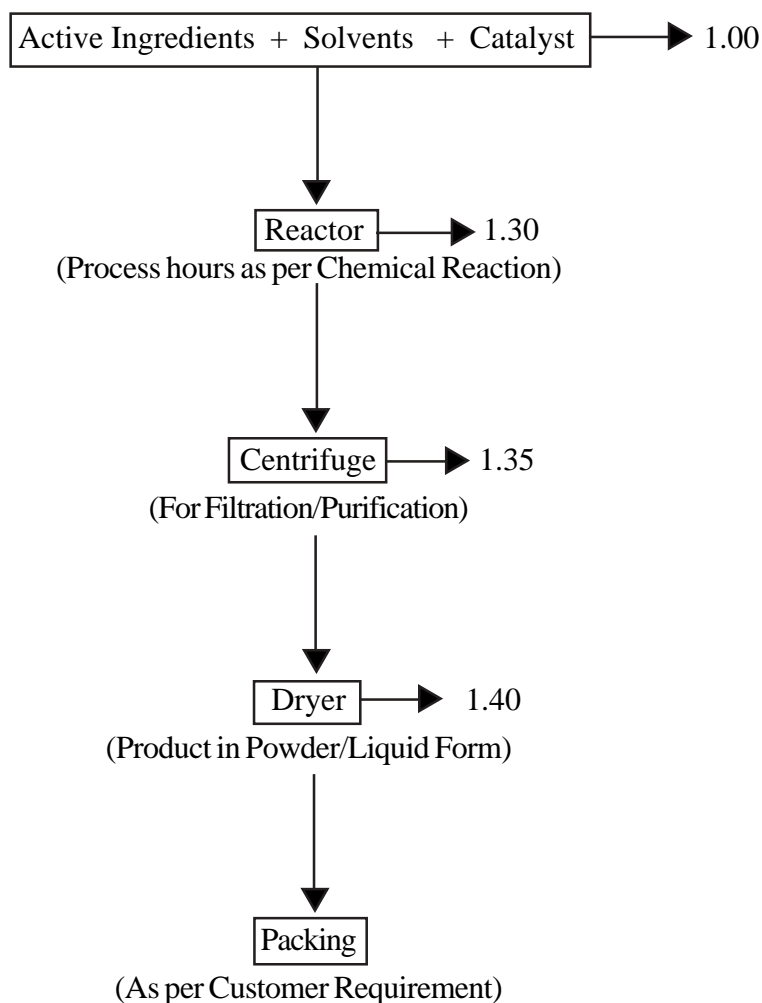 Active Ingredients + Solvents + Catalyst 1.00
Reactor 1.30
(Process hours as per Chemical Reaction)
Centrifuge 1.35
(For Filtration/Purification)
Dryer 1.40
(Product in Powder/Liquid Form)
Packing
(As per Customer Requirement)